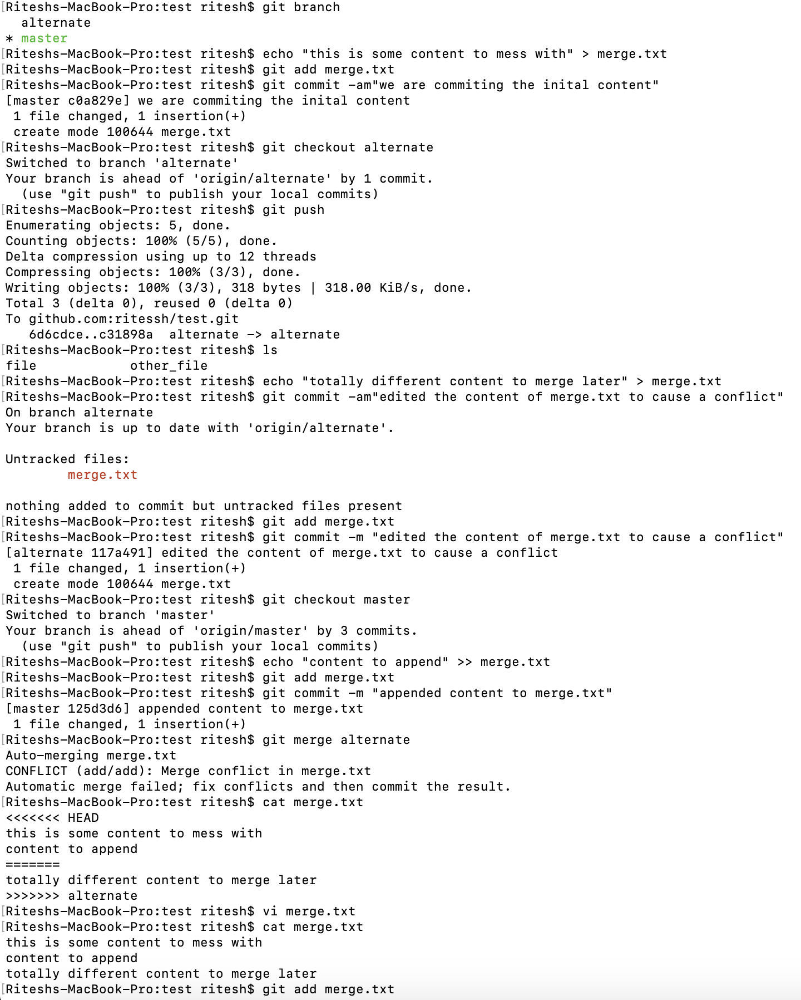 [Riteshs-MacBook-Pro:test ritesh$ git branch
  alternate
* master
[Riteshs-MacBook-Pro:test ritesh$ echo "this is some content to mess with" > merge.txt
[Riteshs-MacBook-Pro:test ritesh$ git add merge.txt
[Riteshs-MacBook-Pro:test ritesh$ git commit -am"we are commiting the inital content"
[master c0a829e] we are commiting the inital content
 1 file changed, 1 insertion(+)
 create mode 100644 merge.txt
[Riteshs-MacBook-Pro:test ritesh$ git checkout alternate
Switched to branch 'alternate'
Your branch is ahead of 'origin/alternate' by 1 commit.
  (use "git push" to publish your local commits)
[Riteshs-MacBook-Pro:test ritesh$ git push
Enumerating objects: 5, done.
Counting objects: 100% (5/5), done.
Delta compression using up to 12 threads
Compressing objects: 100% (3/3), done.
Writing objects: 100% (3/3), 318 bytes | 318.00 KiB/s, done.
Total 3 (delta 0), reused 0 (delta 0)
To github.com:ritessh/test.git
   6d6cdce..c31898a  alternate -> alternate
[Riteshs-MacBook-Pro:test ritesh$ ls
file            other_file
[Riteshs-MacBook-Pro:test ritesh$ echo "totally different content to merge later" > merge.txt
[Riteshs-MacBook-Pro:test ritesh$ git commit -am"edited the content of merge.txt to cause a conflict"
On branch alternate
Your branch is up to date with 'origin/alternate'.

Untracked files:
        merge.txt

nothing added to commit but untracked files present
[Riteshs-MacBook-Pro:test ritesh$ git add merge.txt
[Riteshs-MacBook-Pro:test ritesh$ git commit -m "edited the content of merge.txt to cause a conflict"
[alternate 117a491] edited the content of merge.txt to cause a conflict
 1 file changed, 1 insertion(+)
 create mode 100644 merge.txt
[Riteshs-MacBook-Pro:test ritesh$ git checkout master
Switched to branch 'master'
Your branch is ahead of 'origin/master' by 3 commits.
  (use "git push" to publish your local commits)
[Riteshs-MacBook-Pro:test ritesh$ echo "content to append" >> merge.txt
[Riteshs-MacBook-Pro:test ritesh$ git add merge.txt
[Riteshs-MacBook-Pro:test ritesh$ git commit -m "appended content to merge.txt"
[master 125d3d6] appended content to merge.txt
 1 file changed, 1 insertion(+)
[Riteshs-MacBook-Pro:test ritesh$ git merge alternate
Auto-merging merge.txt
CONFLICT (add/add): Merge conflict in merge.txt
Automatic merge failed; fix conflicts and then commit the result.
[Riteshs-MacBook-Pro:test ritesh$ cat merge.txt
<<<<<<< HEAD
this is some content to mess with
content to append
=======
totally different content to merge later
>>>>>>> alternate
[Riteshs-MacBook-Pro:test ritesh$ vi merge.txt
[Riteshs-MacBook-Pro:test ritesh$ cat merge.txt
this is some content to mess with
content to append
totally different content to merge later
[Riteshs-MacBook-Pro:test ritesh$ git add merge.txt